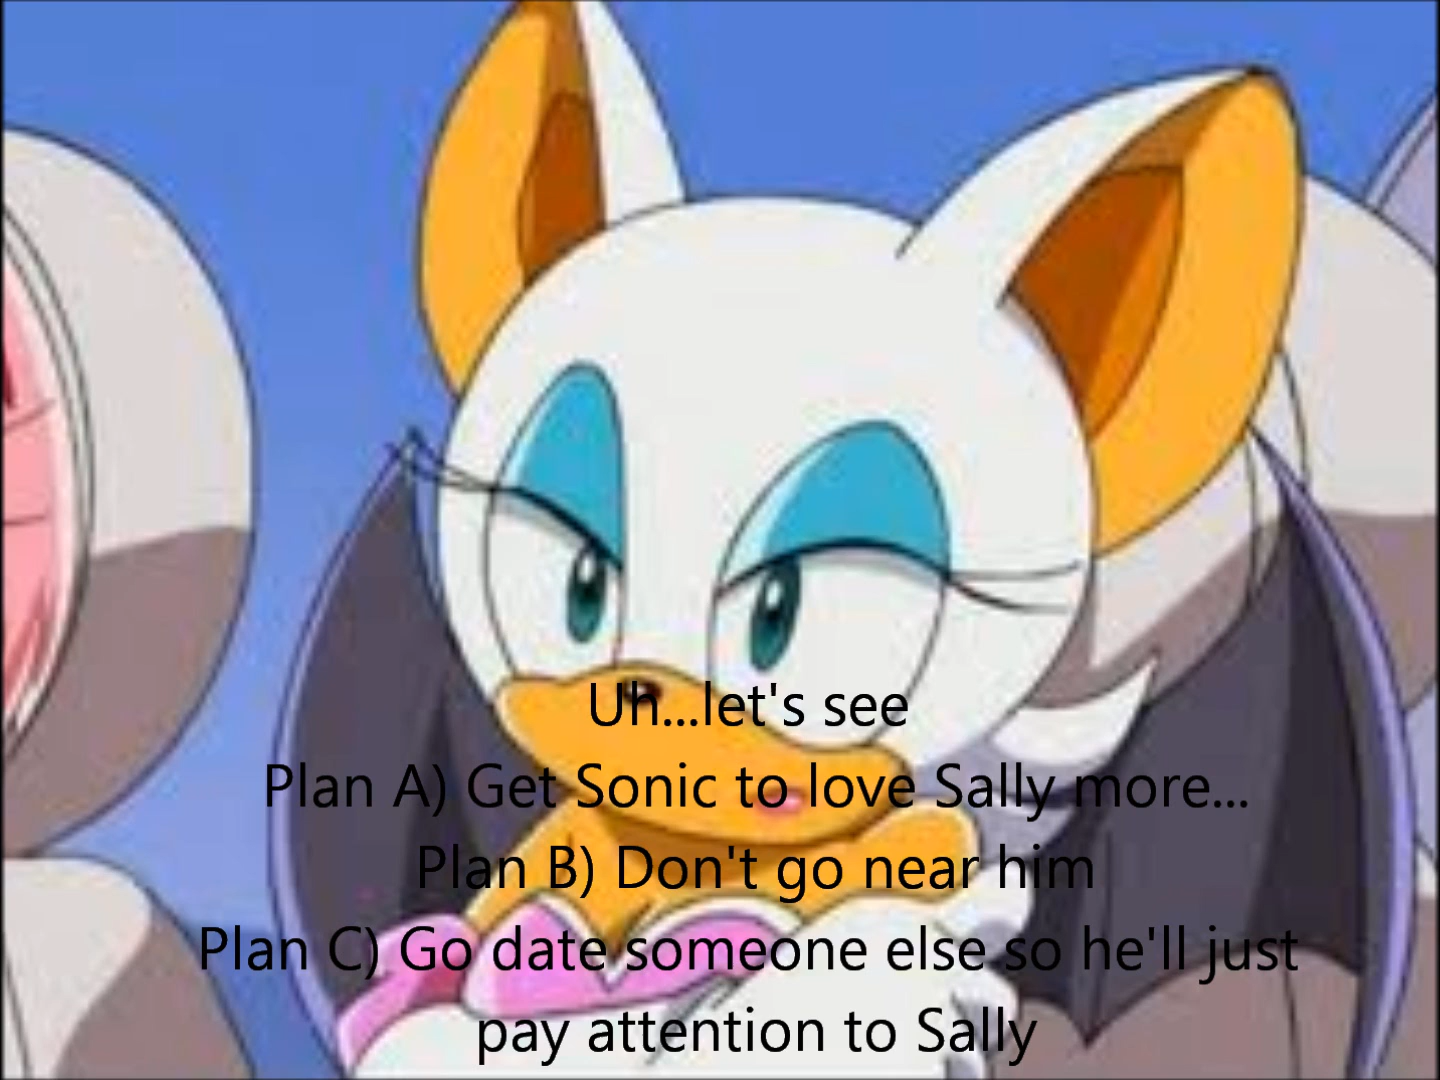 Uh...let's see
Plan A) Get Sonic to love Sally more...
Plan B) Don't go near him
Plan C) Go date someone else so he'll just
pay attention to Sally